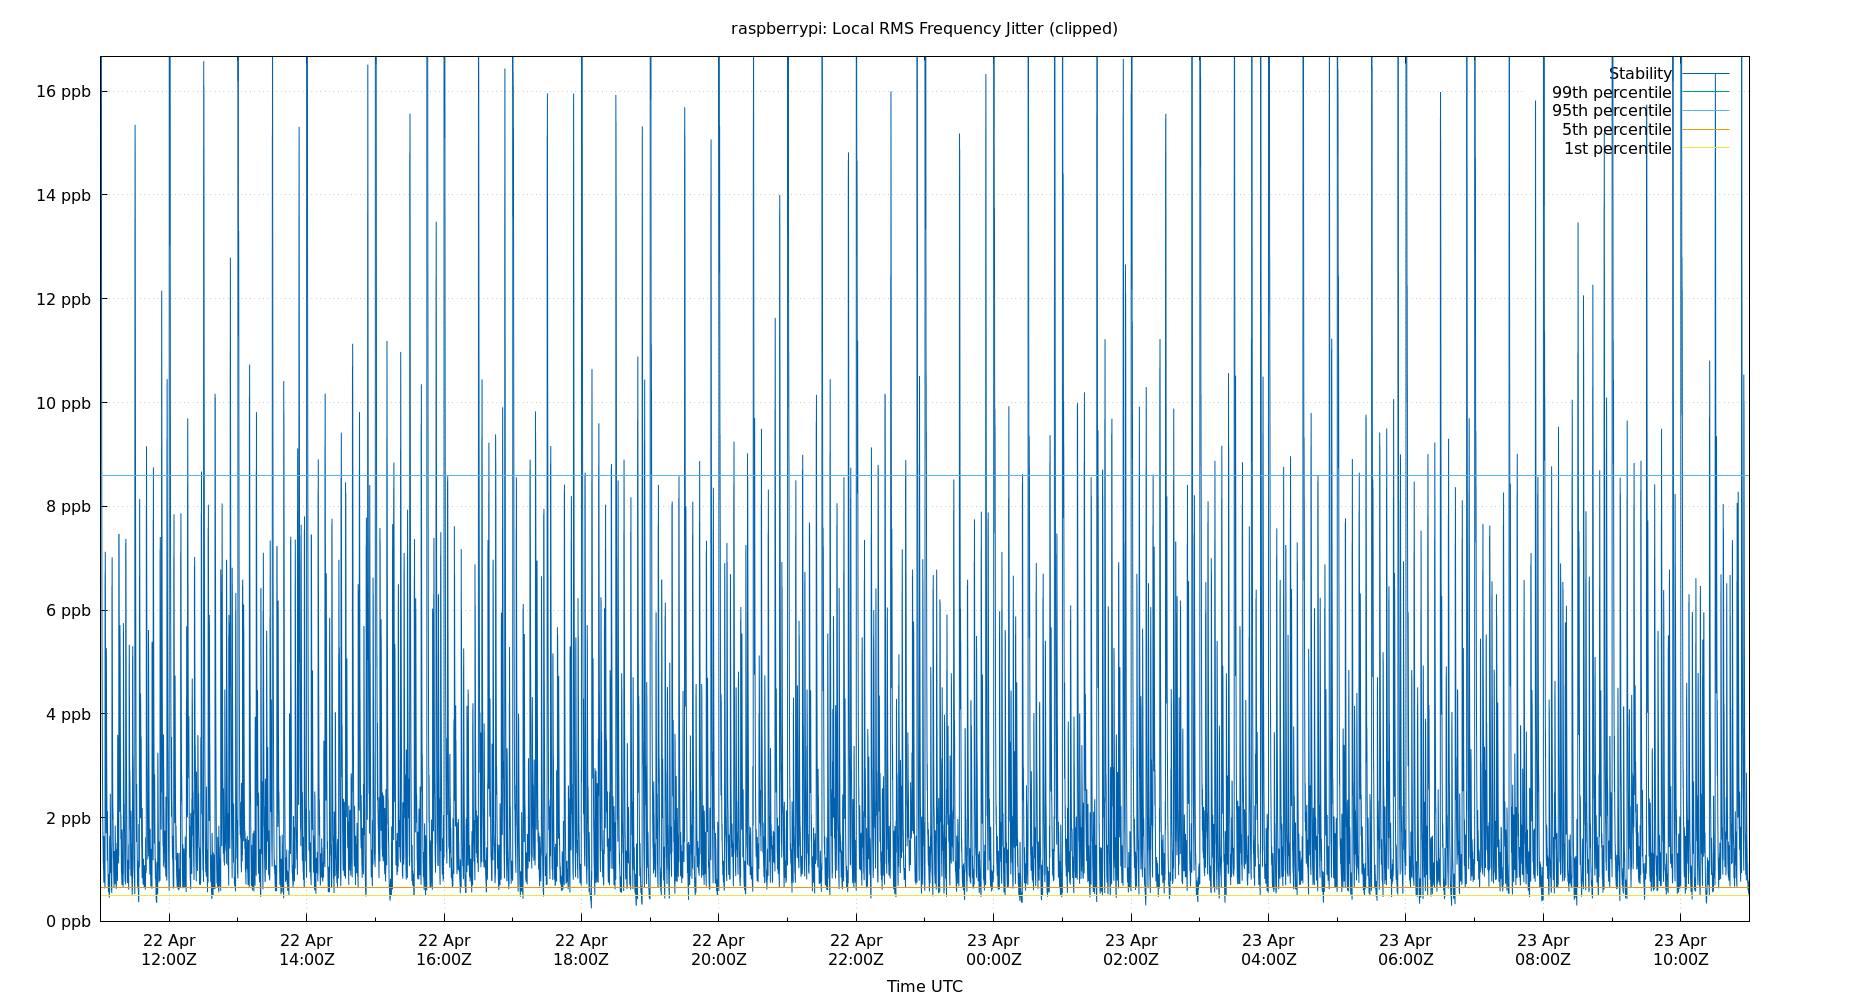 raspberrypi: Local RMS Frequency Jitter (clipped)
Stability
99th percentile
95th percentile
5th percentile
1st percentile
16 ppb
14 ppb
12 ppb
10 ppb
8 ppb
6 ppb
4 ppb
2 ppb
0 ppb
22 Apr 22 Apr 22 Apr 22 Apr 22 Apr 22 Apr 23 Apr 23 Apr 23 Apr 23 Apr 23 Apr 23 Apr
12:00Z 14:00Z 16:00Z 18:00Z 20:00Z 22:00Z 00:00Z 02:00Z 04:00Z 06:00Z 08:00Z 10:00Z
Time UTC